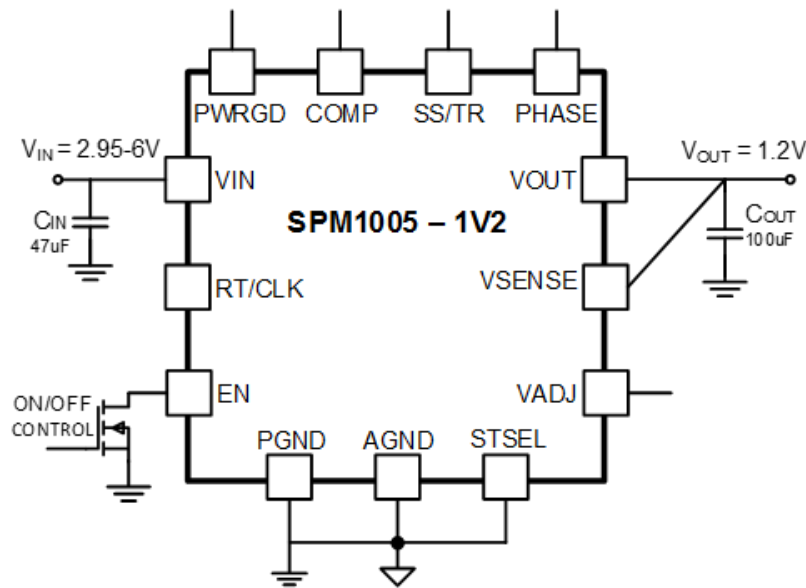 PWRGD COMP SS/TR PHASE
VIN = 2.95-6V
VOUT = 1.2V
VIN
VOUT
CIN
47uF
SPM1005 – 1V2
COUT
100uF
RT/CLK
VSENSE
EN
VADJ
ON/OFF
CONTROL
PGND AGND STSEL